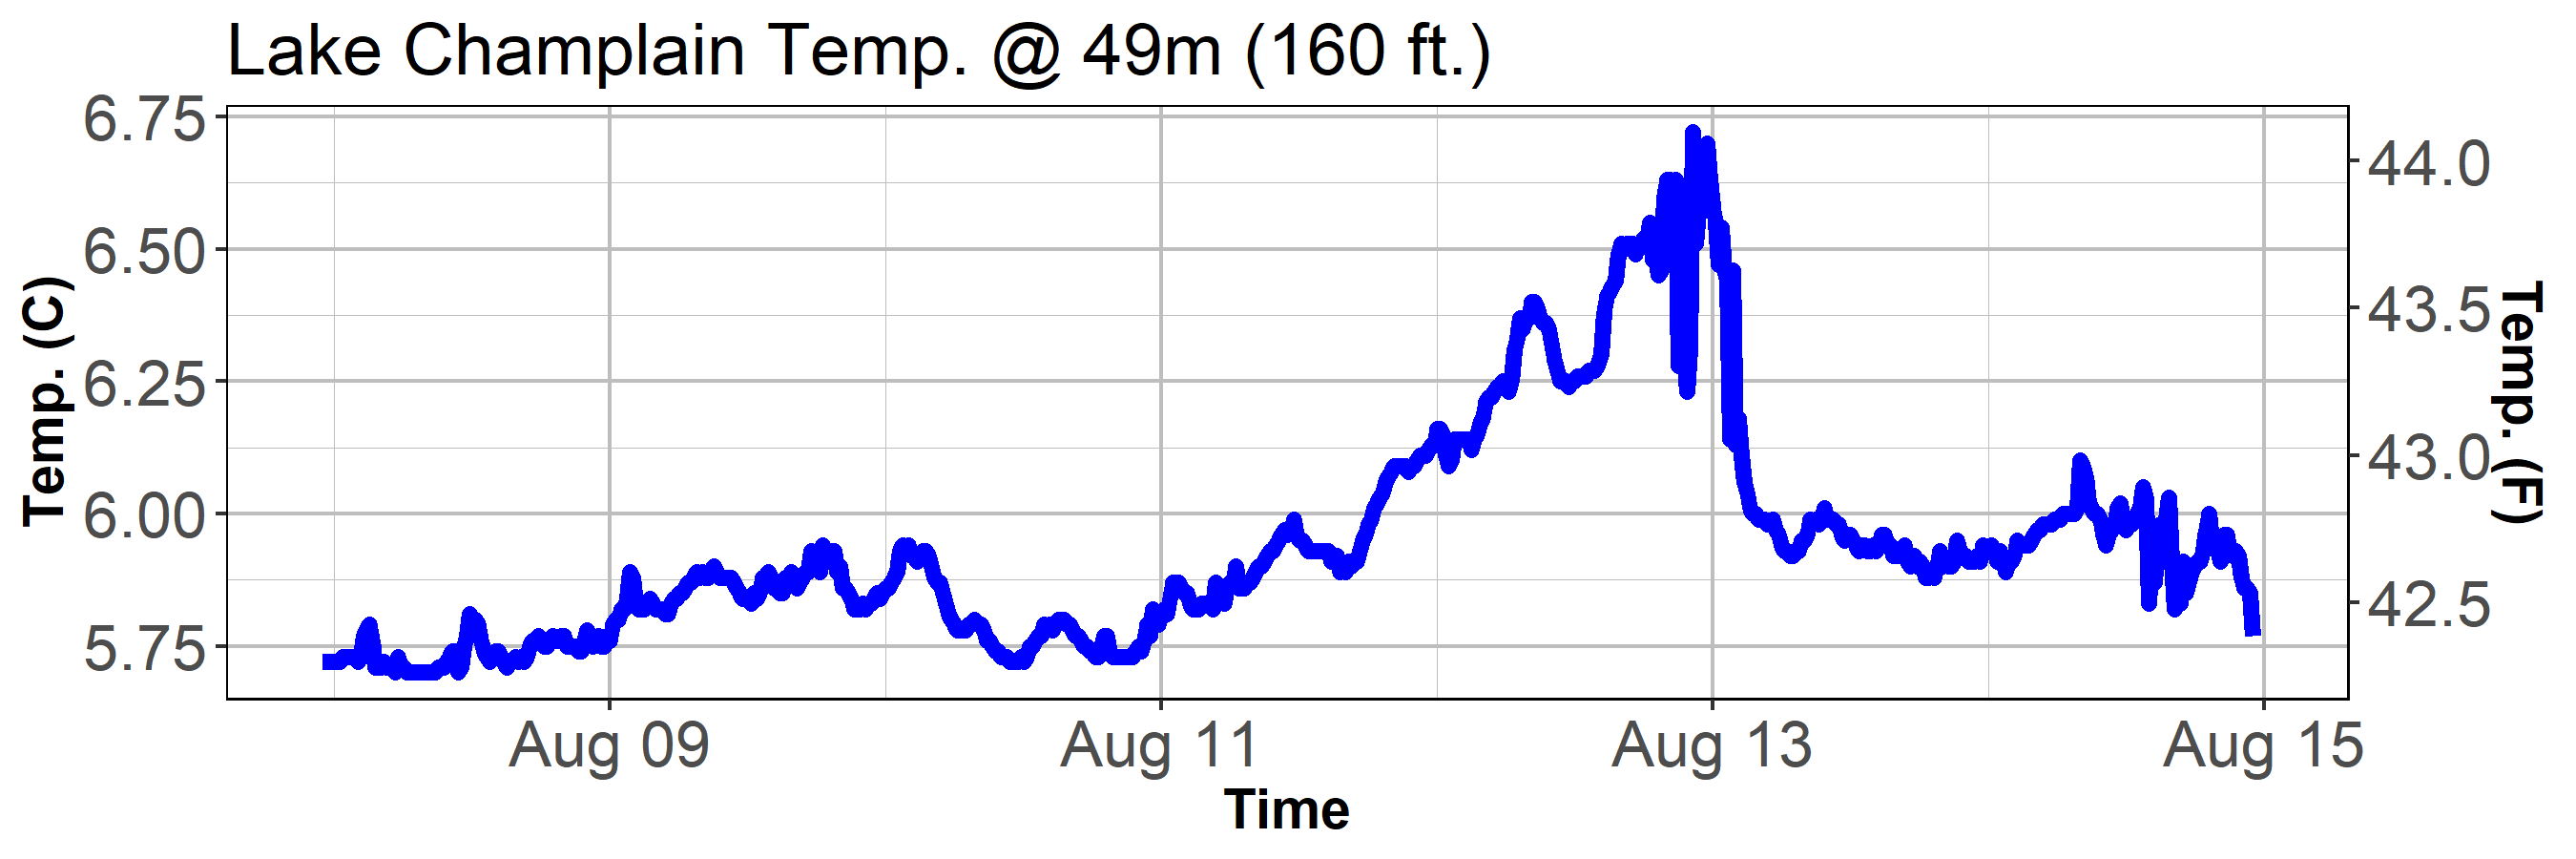 Lake Champlain Temp. @ 49m (160 ft.)
6.75
6.50
6.25
6.00
5.75
Temp. (C)
44.0
43.5
43.0
42.5
Temp. (F)
Aug 09
Aug 11
Aug 13
Aug 15
Time